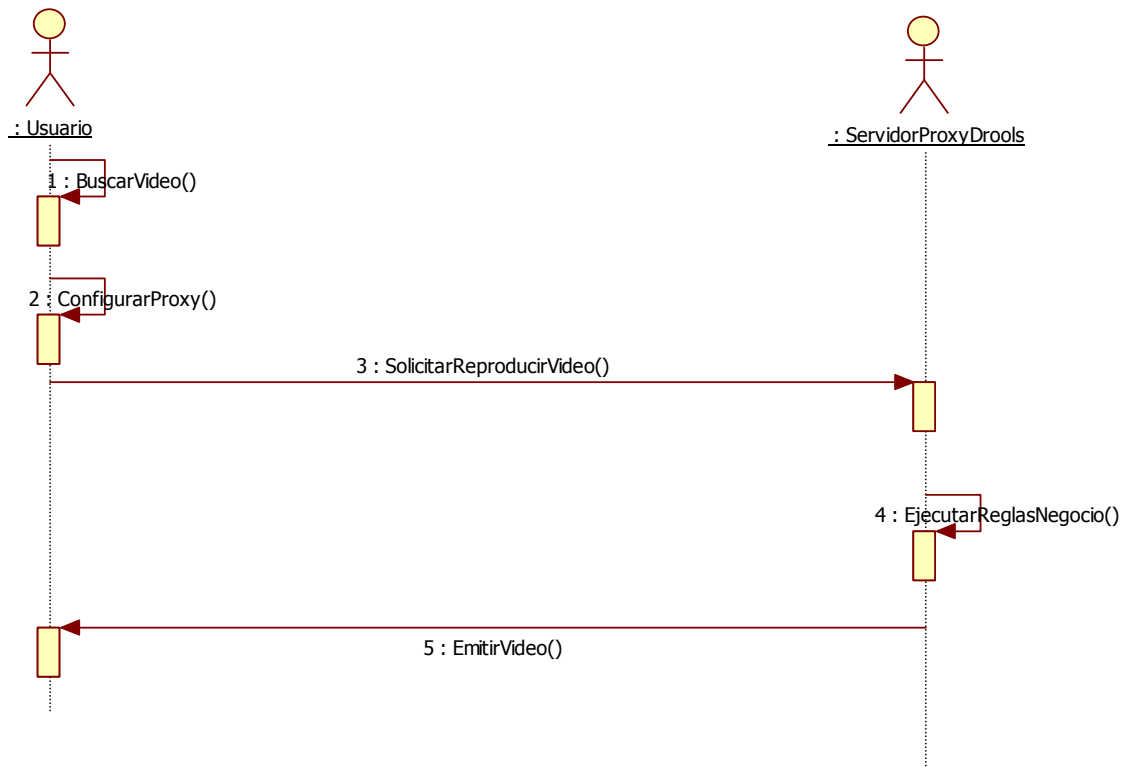 : Usuario
: ServidorProxyDrools
1 : BuscarVideo()
2 : ConfigurarProxy()
3 : SolicitarReproducirVideo()
4 : EjecutarReglasNegocio()
5 : EmitirVideo()